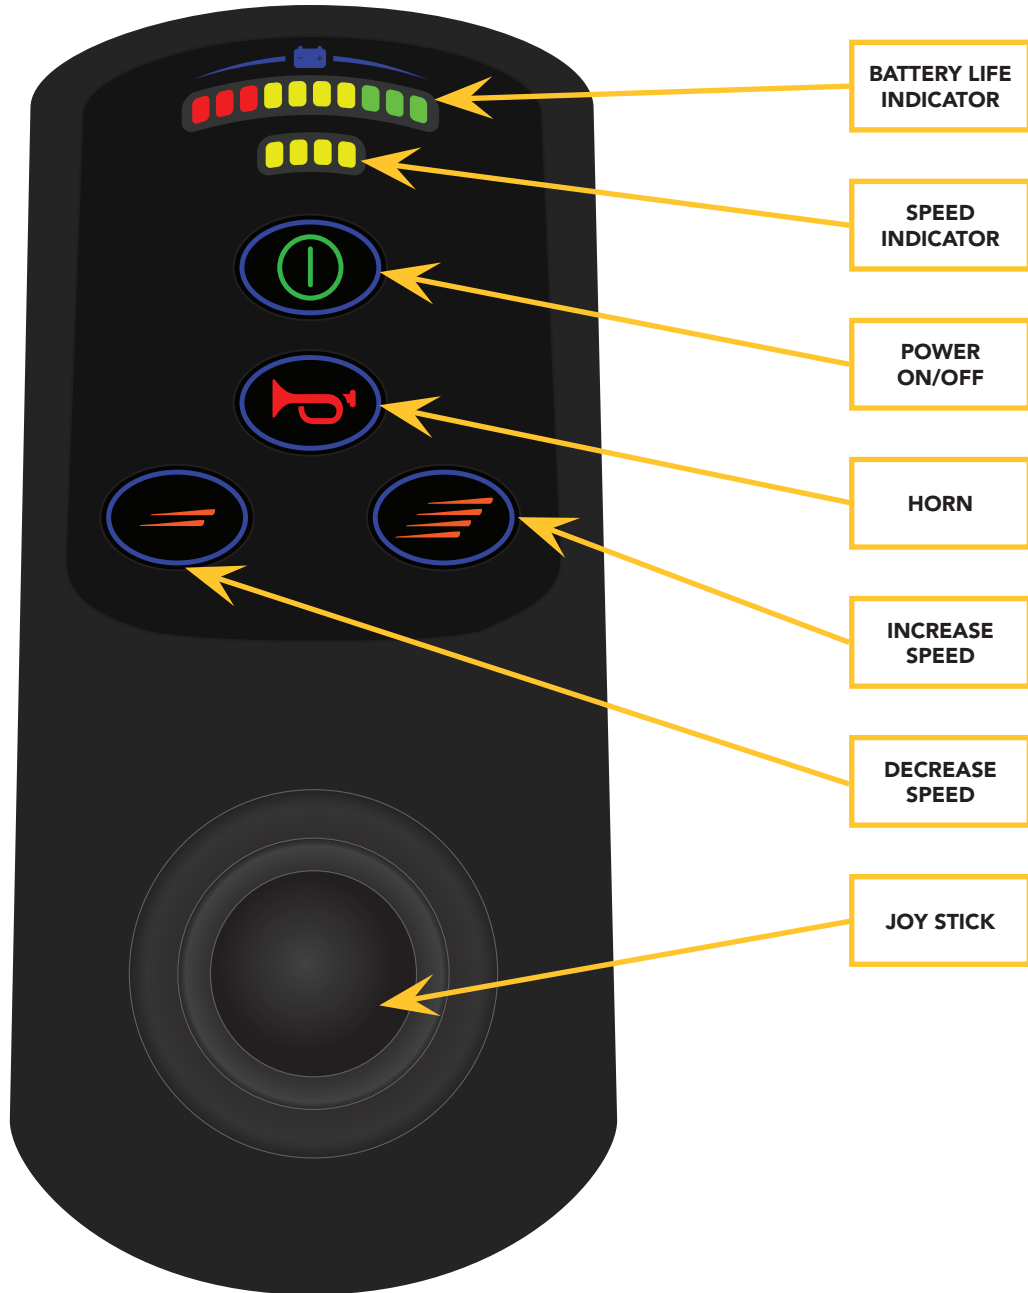 BATTERY LIFE
INDICATOR
SPEED
INDICATOR
POWER
ON/OFF
HORN
INCREASE
SPEED
DECREASE
SPEED
JOY STICK